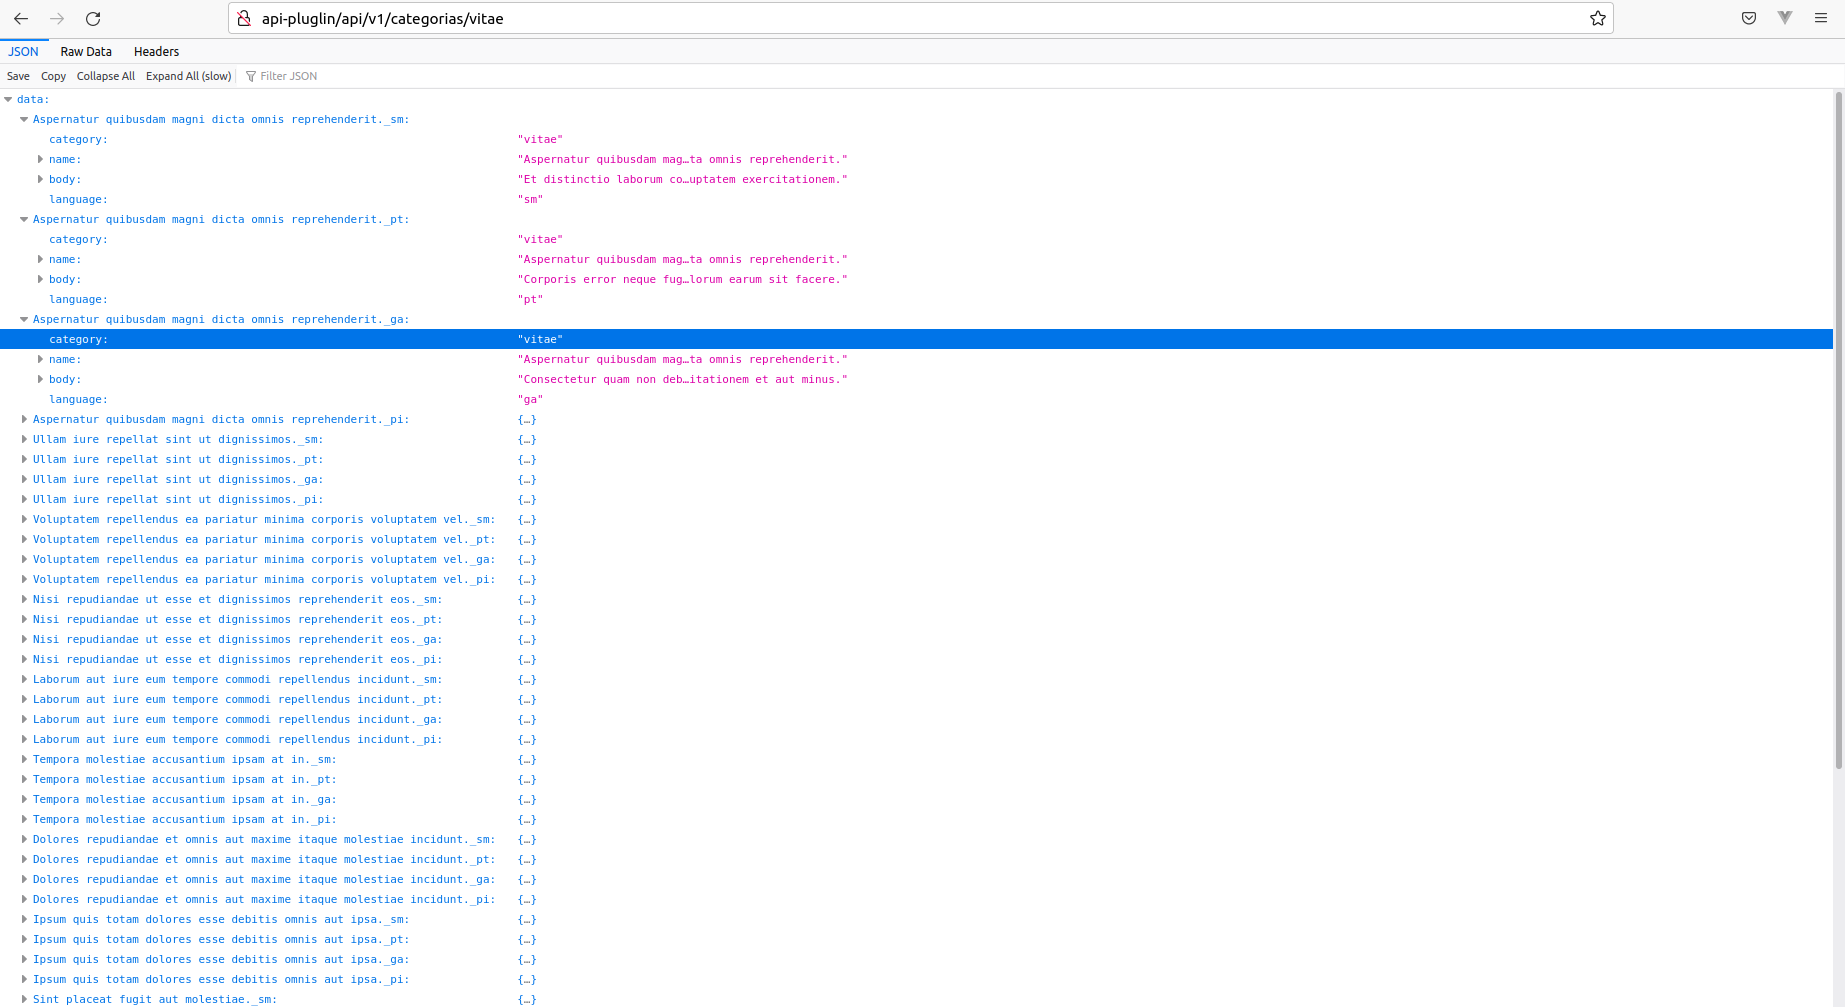 api-pluglin/api/v1/categorias/vitae
JSON Raw Data Headers
Save Copy Collapse All Expand All (slow) Filter JSON
data:
Aspernatur quibusdam magni dicta omnis reprehenderit._sm:
category: "vitae"
name: "Aspernatur quibusdam mag…ta omnis reprehenderit."
body: "Et distinctio laborum co…uptatem exercitationem."
language: "sm"
Aspernatur quibusdam magni dicta omnis reprehenderit._pt:
category: "vitae"
name: "Aspernatur quibusdam mag…ta omnis reprehenderit."
body: "Corporis error neque fug…lorum earum sit facere."
language: "pt"
Aspernatur quibusdam magni dicta omnis reprehenderit._ga:
category: "vitae"
name: "Aspernatur quibusdam mag…ta omnis reprehenderit."
body: "Consectetur quam non deb…itationem et aut minus."
language: "ga"
Aspernatur quibusdam magni dicta omnis reprehenderit._pi: {…}
Ullam iure repellat sint ut dignissimos._sm: {…}
Ullam iure repellat sint ut dignissimos._pt: {…}
Ullam iure repellat sint ut dignissimos._ga: {…}
Ullam iure repellat sint ut dignissimos._pi: {…}
Voluptatem repellendus ea pariatur minima corporis voluptatem vel._sm: {…}
Voluptatem repellendus ea pariatur minima corporis voluptatem vel._pt: {…}
Voluptatem repellendus ea pariatur minima corporis voluptatem vel._ga: {…}
Voluptatem repellendus ea pariatur minima corporis voluptatem vel._pi: {…}
Nisi repudiandae ut esse et dignissimos reprehenderit eos._sm: {…}
Nisi repudiandae ut esse et dignissimos reprehenderit eos._pt: {…}
Nisi repudiandae ut esse et dignissimos reprehenderit eos._ga: {…}
Nisi repudiandae ut esse et dignissimos reprehenderit eos._pi: {…}
Laborum aut iure eum tempore commodi repellendus incidunt._sm: {…}
Laborum aut iure eum tempore commodi repellendus incidunt._pt: {…}
Laborum aut iure eum tempore commodi repellendus incidunt._ga: {…}
Laborum aut iure eum tempore commodi repellendus incidunt._pi: {…}
Tempora molestiae accusantium ipsam at in._sm: {…}
Tempora molestiae accusantium ipsam at in._pt: {…}
Tempora molestiae accusantium ipsam at in._ga: {…}
Tempora molestiae accusantium ipsam at in._pi: {…}
Dolores repudiandae et omnis aut maxime itaque molestiae incidunt._sm: {…}
Dolores repudiandae et omnis aut maxime itaque molestiae incidunt._pt: {…}
Dolores repudiandae et omnis aut maxime itaque molestiae incidunt._ga: {…}
Dolores repudiandae et omnis aut maxime itaque molestiae incidunt._pi: {…}
Ipsum quis totam dolores esse debitis omnis aut ipsa._sm: {…}
Ipsum quis totam dolores esse debitis omnis aut ipsa._pt: {…}
Ipsum quis totam dolores esse debitis omnis aut ipsa._ga: {…}
Ipsum quis totam dolores esse debitis omnis aut ipsa._pi: {…}
Sint placeat fugit aut molestiae._sm: {…}